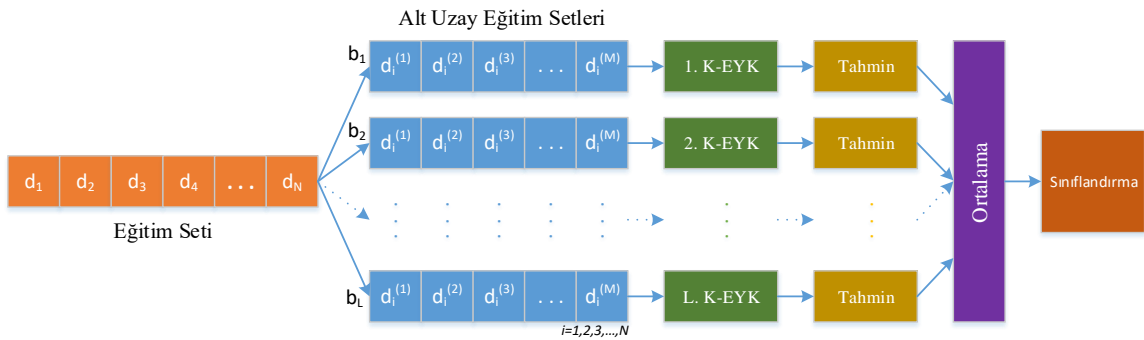 Alt Uzay Eğitim Setleri
b1 di(1) di(2) di(3) ... di(M) 1. K-EYK Tahmin
b2 di(1) di(2) di(3) ... di(M) 2. K-EYK Tahmin
d1 d2 d3 d4 ... dN
Eğitim Seti
bL di(1) di(2) di(3) ... di(M) L. K-EYK Tahmin
i=1,2,3,...,N
Ortalama
Sınıflandırma